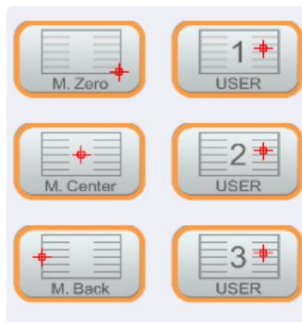 1
M. Zero
USER
2
M. Center
USER
3
M. Back
USER